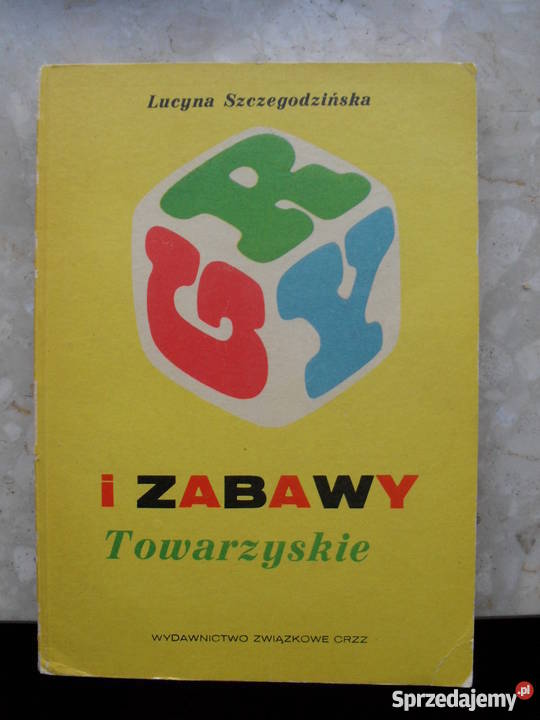 Lucyna Szczegodzińska
GRY
i ZABAWY
Towarzyskie
WYDAWNICTWO ZWIĄZKOWE CRZZ
Sprzedajemy.pl